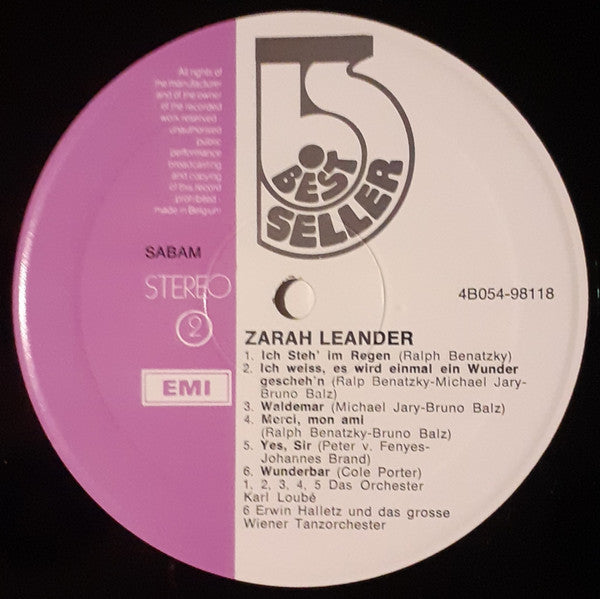 All rights of
the manufacturer
and of the owner
of the recorded
work reserved -
unauthorised
public
performance
broadcasting
and copying
of this record
prohibited -
made in Belgium
SABAM
STEREO
2
EMI
BEST
SELLER
4B054-98118
ZARAH LEANDER
1. Ich Steh' im Regen (Ralph Benatzky)
2. Ich weiss, es wird einmal ein Wunder
gescheh'n (Ralp Benatzky-Michael Jary-
Bruno Balz)
3. Waldemar (Michael Jary-Bruno Balz)
4. Merci, mon ami
(Ralph Benatzky-Bruno Balz)
5. Yes, Sir (Peter v. Fenyes-
Johannes Brand)
6. Wunderbar (Cole Porter)
1, 2, 3, 4, 5 Das Orchester
Karl Loubé
6 Erwin Halletz und das grosse
Wiener Tanzorchester